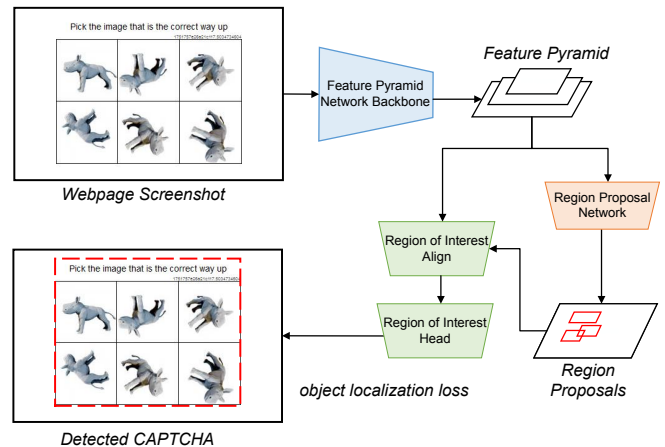 Pick the image that is the correct way up
Webpage Screenshot
Feature Pyramid
Network Backbone
Feature Pyramid
Region Proposal
Network
Region of Interest
Align
Region of Interest
Head
Region
Proposals
object localization loss
Pick the image that is the correct way up
Detected CAPTCHA